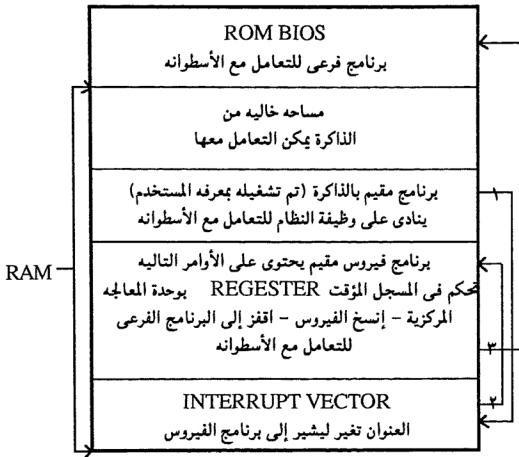 ROM BIOS
برنامج فرعى للتعامل مع الأسطوانه
مساحه خاليه من
الذاكرة يمكن التعامل معها
برنامج مقيم بالذاكرة (تم تشغيله بمعرفه المستخدم)
ينادى على وظيفة النظام للتعامل مع الأسطوانه
١
RAM
برنامج فيروس مقيم يحتوى على الأوامر التاليه
تحكم فى المسجل المؤقت REGESTER بوحدة المعالجه
المركزية – إنسخ الفيروس – اقفز إلى البرنامج الفرعى
للتعامل مع الأسطوانه
٣
INTERRUPT VECTOR
٢
العنوان تغير ليشير إلى برنامج الفيروس